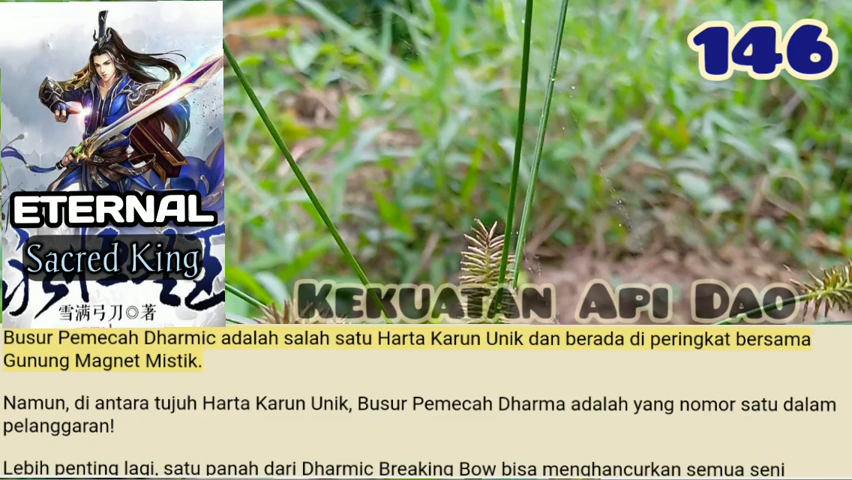 146
ETERNAL
Sacred King
雪满弓刀◎著
KEKUATAN API DAO
Busur Pemecah Dharmic adalah salah satu Harta Karun Unik dan berada di peringkat bersama
Gunung Magnet Mistik.
Namun, di antara tujuh Harta Karun Unik, Busur Pemecah Dharma adalah yang nomor satu dalam
pelanggaran!
Lebih penting lagi, satu panah dari Dharmic Breaking Bow bisa menghancurkan semua seni